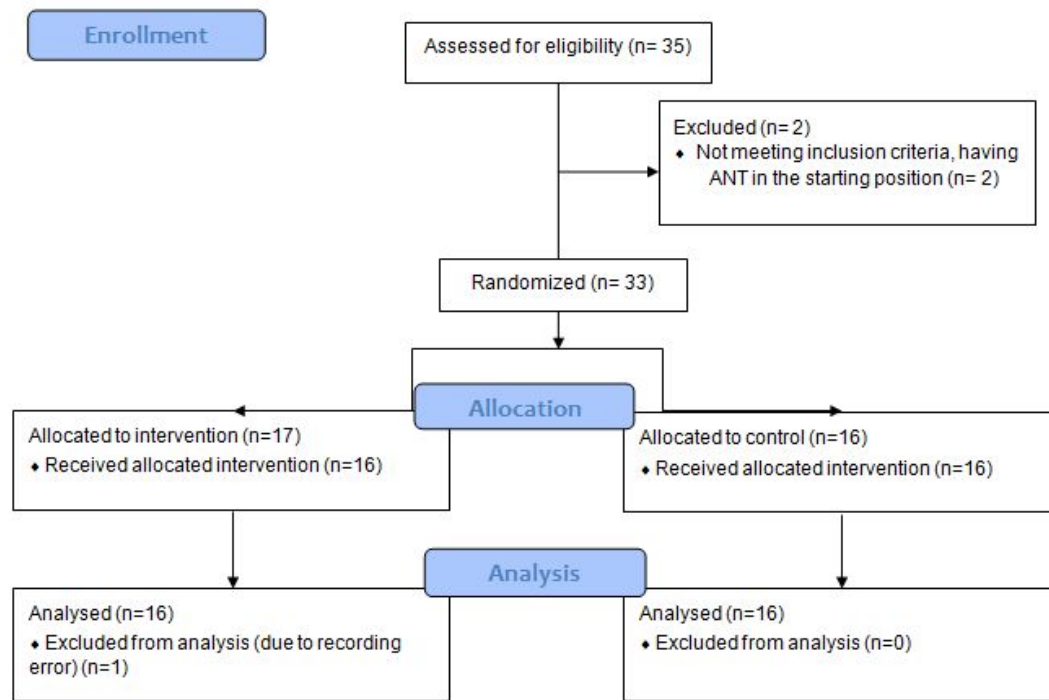 Enrollment
Assessed for eligibility (n= 35)
Excluded (n= 2)
⬧ Not meeting inclusion criteria, having
ANT in the starting position (n= 2)
Randomized (n= 33)
Allocation
Allocated to intervention (n=17)
⬧ Received allocated intervention (n=16)
Allocated to control (n=16)
⬧ Received allocated intervention (n=16)
Analysis
Analysed (n=16)
⬧ Excluded from analysis (due to recording
error) (n=1)
Analysed (n=16)
⬧ Excluded from analysis (n=0)